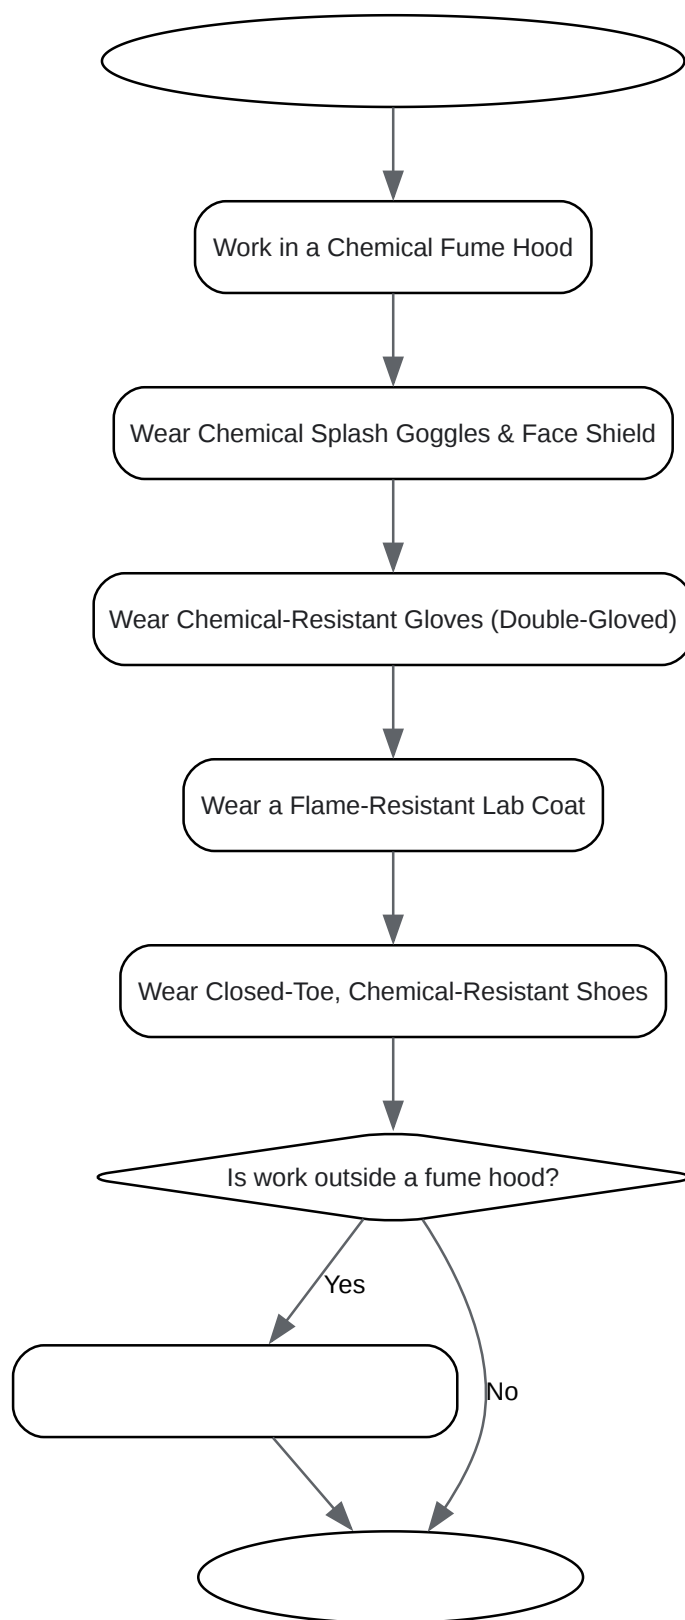 Work in a Chemical Fume Hood
Wear Chemical Splash Goggles & Face Shield
Wear Chemical-Resistant Gloves (Double-Gloved)
Wear a Flame-Resistant Lab Coat
Wear Closed-Toe, Chemical-Resistant Shoes
Is work outside a fume hood?
Yes
No